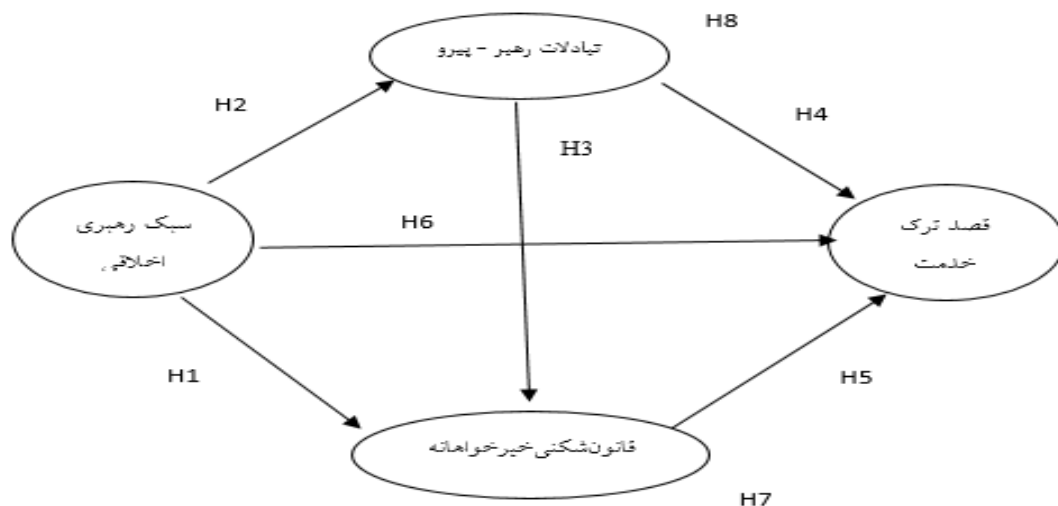 H8
تبادلات رهبر - پیرو
H2
H4
H3
سبک رهبری
اخلاقی
H6
قصد ترک
خدمت
H1
H5
قانون‌شکنی خیرخواهانه
H7